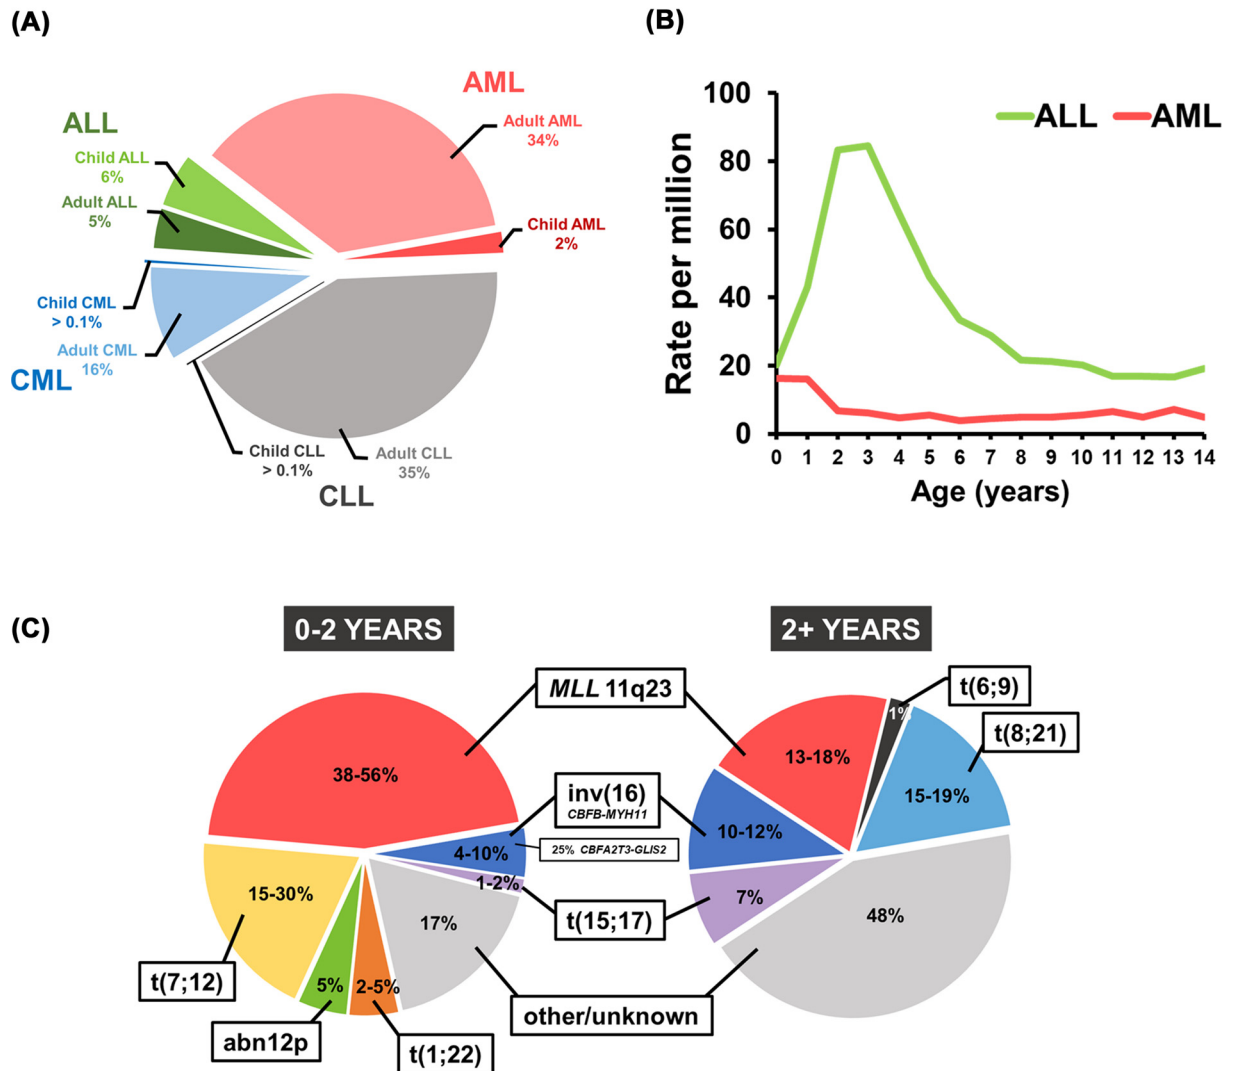 (A)
AML
Adult AML
34%
ALL
Child ALL
6%
Adult ALL
5%
Child AML
2%
Child CML
> 0.1%
Adult CML
16%
CML
Child CLL
> 0.1%
Adult CLL
35%
CLL
(B)
ALL
AML
Rate per million
100
80
60
40
20
0
0 1 2 3 4 5 6 7 8 9 10 11 12 13 14
Age (years)
(C)
0-2 YEARS
2+ YEARS
MLL 11q23
t(6;9)
1%
t(8;21)
38-56%
13-18%
15-19%
inv(16)
CBFB-MYH11
10-12%
4-10%
25% CBFA2T3-GLIS2
1-2%
15-30%
17%
t(15;17)
7%
48%
t(7;12)
5%
2-5%
other/unknown
abn12p
t(1;22)